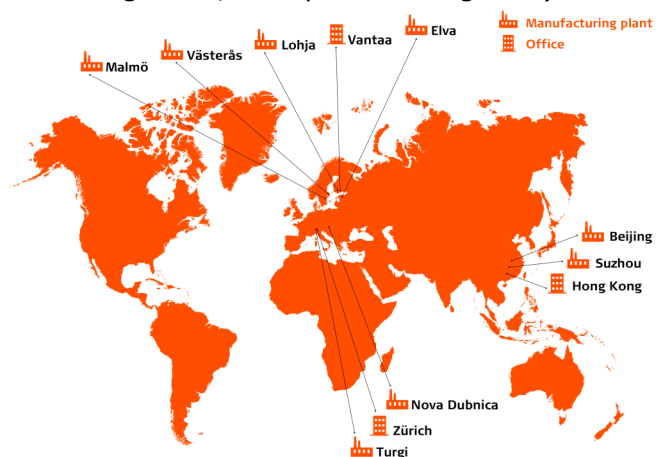 Manufacturing plant
Office
Elva
Vantaa
Lohja
Västerås
Malmö
Beijing
Suzhou
Hong Kong
Nova Dubnica
Zürich
Turgi